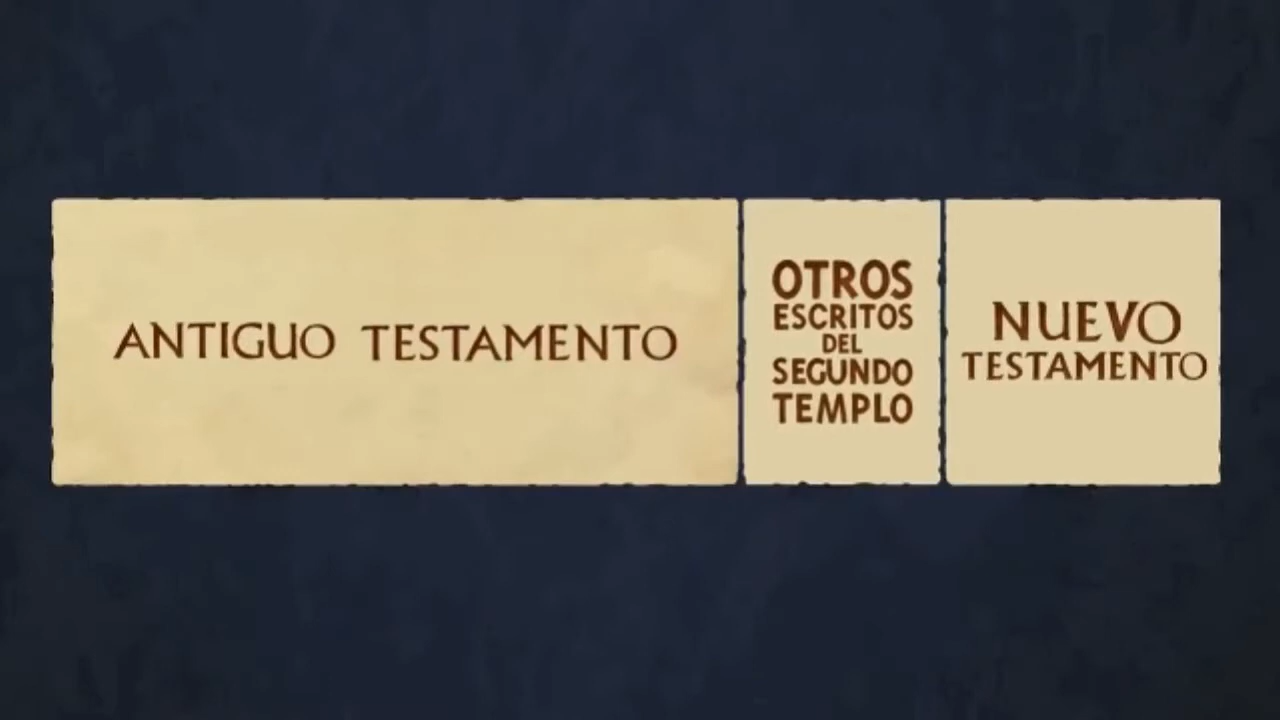 ANTIGUO TESTAMENTO
OTROS
ESCRITOS
DEL
SEGUNDO
TEMPLO
NUEVO
TESTAMENTO